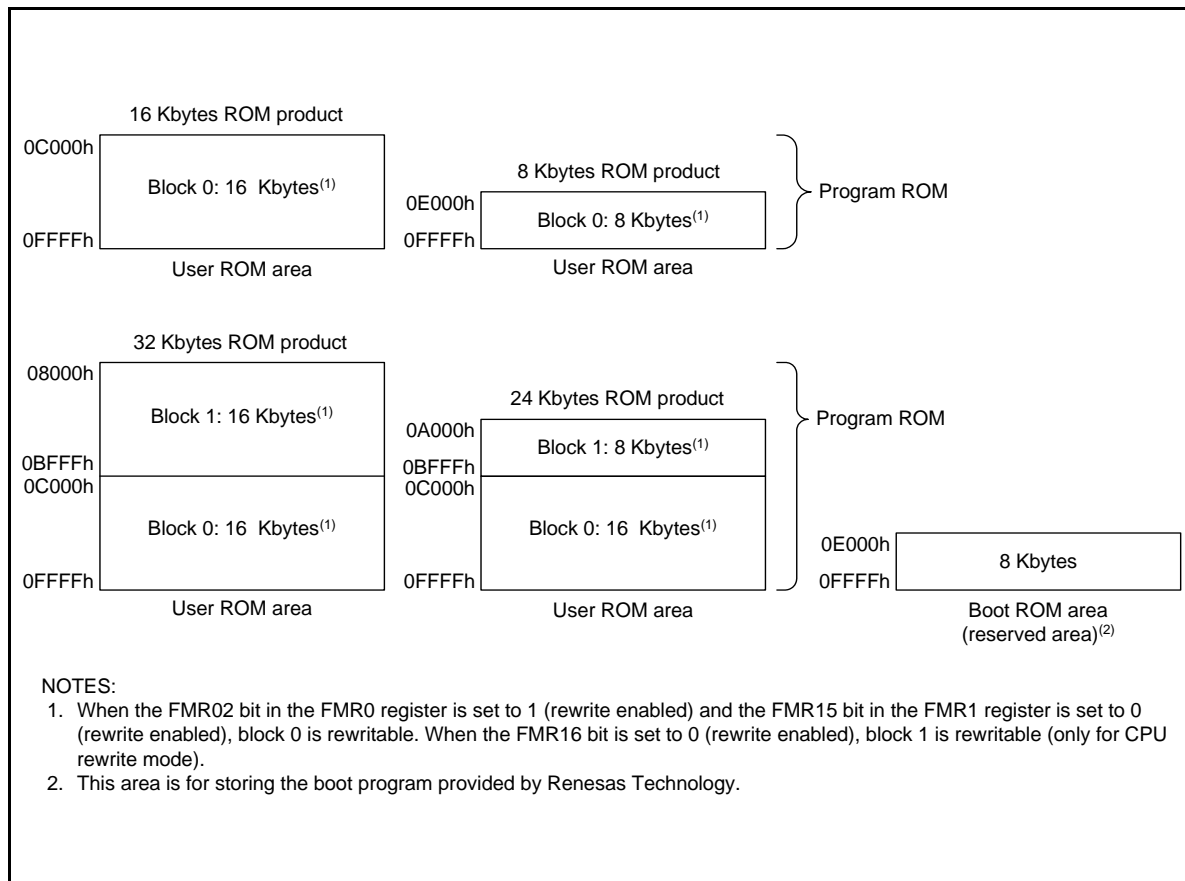 16 Kbytes ROM product
0C000h
Block 0: 16 Kbytes(1)
0FFFFh
User ROM area
8 Kbytes ROM product
0E000h
Block 0: 8 Kbytes(1)
0FFFFh
User ROM area
Program ROM
32 Kbytes ROM product
08000h
Block 1: 16 Kbytes(1)
0BFFFh
0C000h
Block 0: 16 Kbytes(1)
0FFFFh
User ROM area
24 Kbytes ROM product
0A000h
Block 1: 8 Kbytes(1)
0BFFFh
0C000h
Block 0: 16 Kbytes(1)
0FFFFh
User ROM area
Program ROM
0E000h
8 Kbytes
0FFFFh
Boot ROM area
(reserved area)(2)
NOTES:
1. When the FMR02 bit in the FMR0 register is set to 1 (rewrite enabled) and the FMR15 bit in the FMR1 register is set to 0
(rewrite enabled), block 0 is rewritable. When the FMR16 bit is set to 0 (rewrite enabled), block 1 is rewritable (only for CPU
rewrite mode).
2. This area is for storing the boot program provided by Renesas Technology.